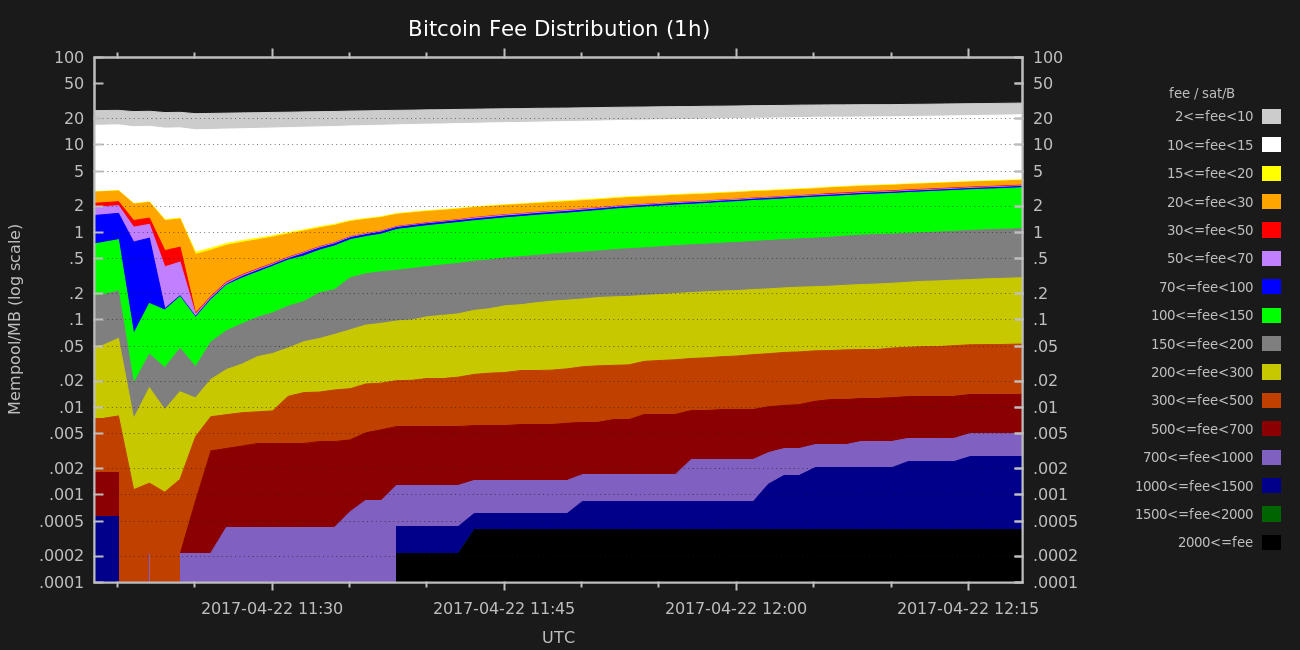 Bitcoin Fee Distribution (1h)
Mempool/MB (log scale)
100
50
20
10
5
2
1
.5
.2
.1
.05
.02
.01
.005
.002
.001
.0005
.0002
.0001
100
50
20
10
5
2
1
.5
.2
.1
.05
.02
.01
.005
.002
.001
.0005
.0002
.0001
2017-04-22 11:30
2017-04-22 11:45
2017-04-22 12:00
2017-04-22 12:15
UTC
fee / sat/B
2<=fee<10
10<=fee<15
15<=fee<20
20<=fee<30
30<=fee<50
50<=fee<70
70<=fee<100
100<=fee<150
150<=fee<200
200<=fee<300
300<=fee<500
500<=fee<700
700<=fee<1000
1000<=fee<1500
1500<=fee<2000
2000<=fee